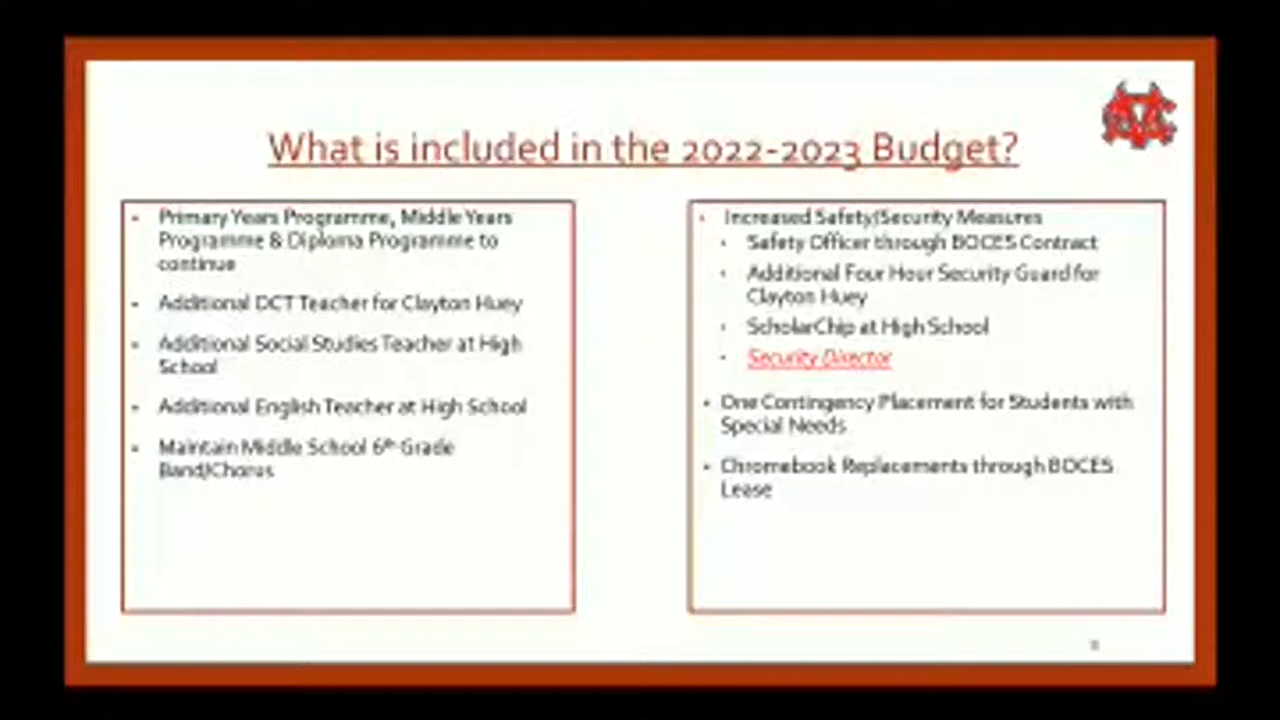 What is included in the 2022-2023 Budget?
Primary Years Programme, Middle Years
Programme & Diploma Programme to
continue
Additional DCT Teacher for Clayton Huey
Additional Social Studies Teacher at High
School
Additional English Teacher at High School
Maintain Middle School 6th Grade
Band/Chorus
Increased Safety/Security Measures
Safety Officer through BOCES Contract
Additional Four Hour Security Guard for
Clayton Huey
ScholarChip at High School
Security Director
One Contingency Placement for Students with
Special Needs
Chromebook Replacements through BOCES
Lease